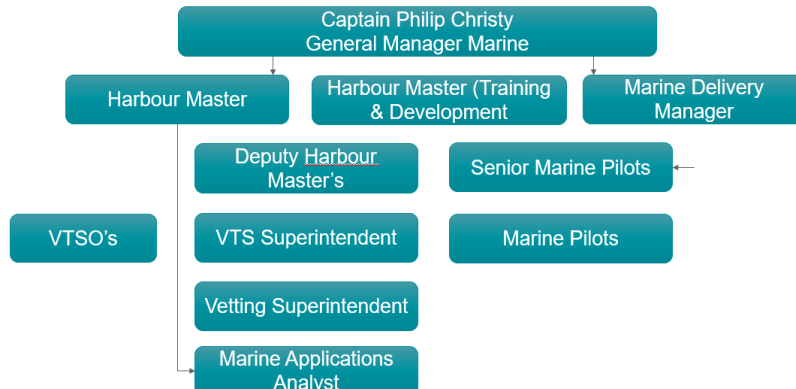 Captain Philip Christy
General Manager Marine
Harbour Master
Harbour Master (Training
& Development
Marine Delivery
Manager
Deputy Harbour
Master's
Senior Marine Pilots
VTSO's
VTS Superintendent
Marine Pilots
Vetting Superintendent
Marine Applications
Analyst